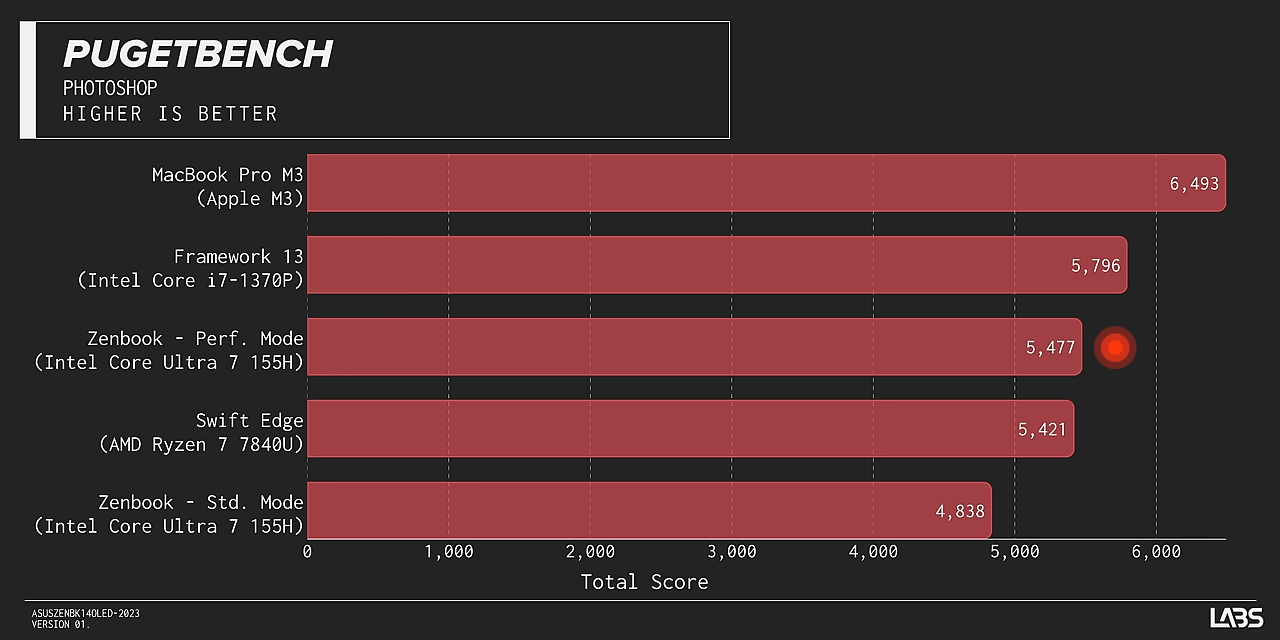 PUGETBENCH
PHOTOSHOP
HIGHER IS BETTER
MacBook Pro M3
(Apple M3)
6,493
Framework 13
(Intel Core i7-1370P)
5,796
Zenbook - Perf. Mode
(Intel Core Ultra 7 155H)
5,477
Swift Edge
(AMD Ryzen 7 7840U)
5,421
Zenbook - Std. Mode
(Intel Core Ultra 7 155H)
4,838
0 1,000 2,000 3,000 4,000 5,000 6,000
Total Score
ASUSZENBK14OLED-2023
VERSION 01.
LABS